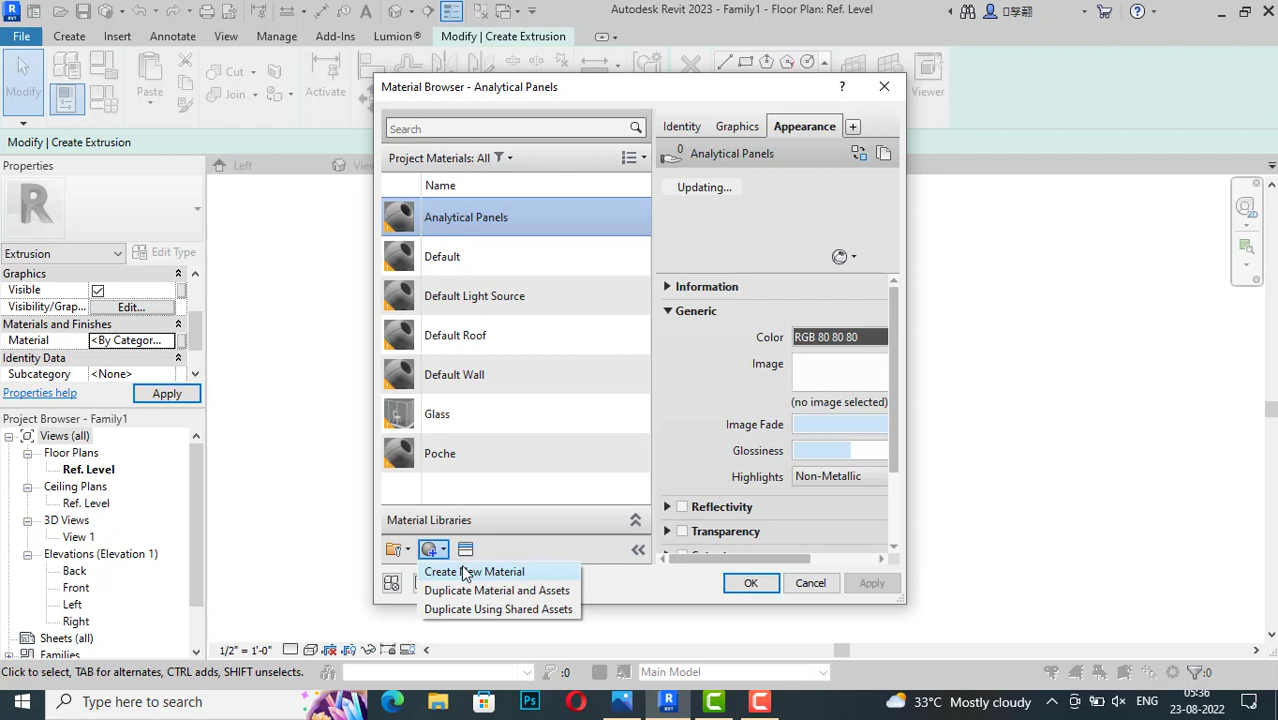 Autodesk Revit 2023 - Family1 - Floor Plan: Ref. Level
File Create Insert Annotate View Manage Add-Ins Lumion® Modify | Create Extrusion
Modify Paste Cut Join Activate Viewer
Modify | Create Extrusion
Properties
R
Extrusion Edit Type
Graphics
Visible
Visibility/Grap... Edit...
Materials and Finishes
Material <By Categor...
Identity Data
Subcategory <None>
Properties help Apply
Project Browser - Family1
Views (all)
Floor Plans
Ref. Level
Ceiling Plans
Ref. Level
3D Views
View 1
Elevations (Elevation 1)
Back
Front
Left
Right
Sheets (all)
Families
Left
Material Browser - Analytical Panels
Search
Project Materials: All
Name
Analytical Panels
Default
Default Light Source
Default Roof
Default Wall
Glass
Poche
Material Libraries
Create New Material
Duplicate Material and Assets
Duplicate Using Shared Assets
Identity Graphics Appearance
0 Analytical Panels
Updating...
Information
Generic
Color RGB 80 80 80
Image
(no image selected)
Image Fade
Glossiness
Highlights Non-Metallic
Reflectivity
Transparency
OK Cancel Apply
2D
1/2" = 1'-0"
Click to select, TAB for alternates, CTRL adds, SHIFT unselects. :0 Main Model :0
Type here to search Ps 33°C Mostly cloudy ENG 05:36
23-08-2022